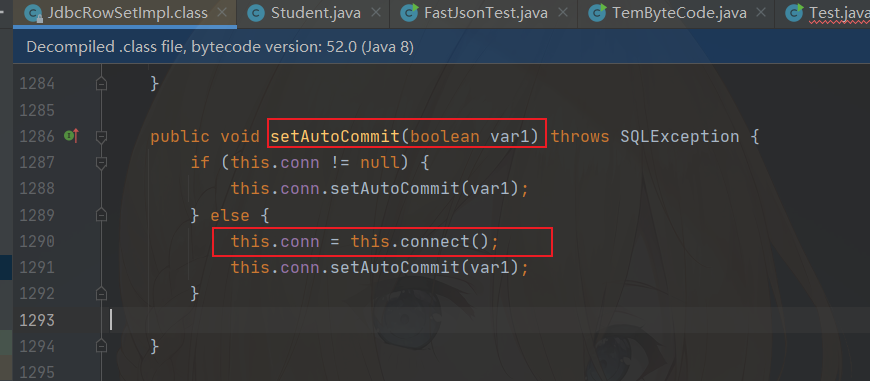 JdbcRowSetImpl.class Student.java FastJsonTest.java TemByteCode.java Test.java
Decompiled .class file, bytecode version: 52.0 (Java 8)
1284 }
1285
1286 public void setAutoCommit(boolean var1) throws SQLException {
1287 if (this.conn != null) {
1288 this.conn.setAutoCommit(var1);
1289 } else {
1290 this.conn = this.connect();
1291 this.conn.setAutoCommit(var1);
1292 }
1293
1294 }
1295